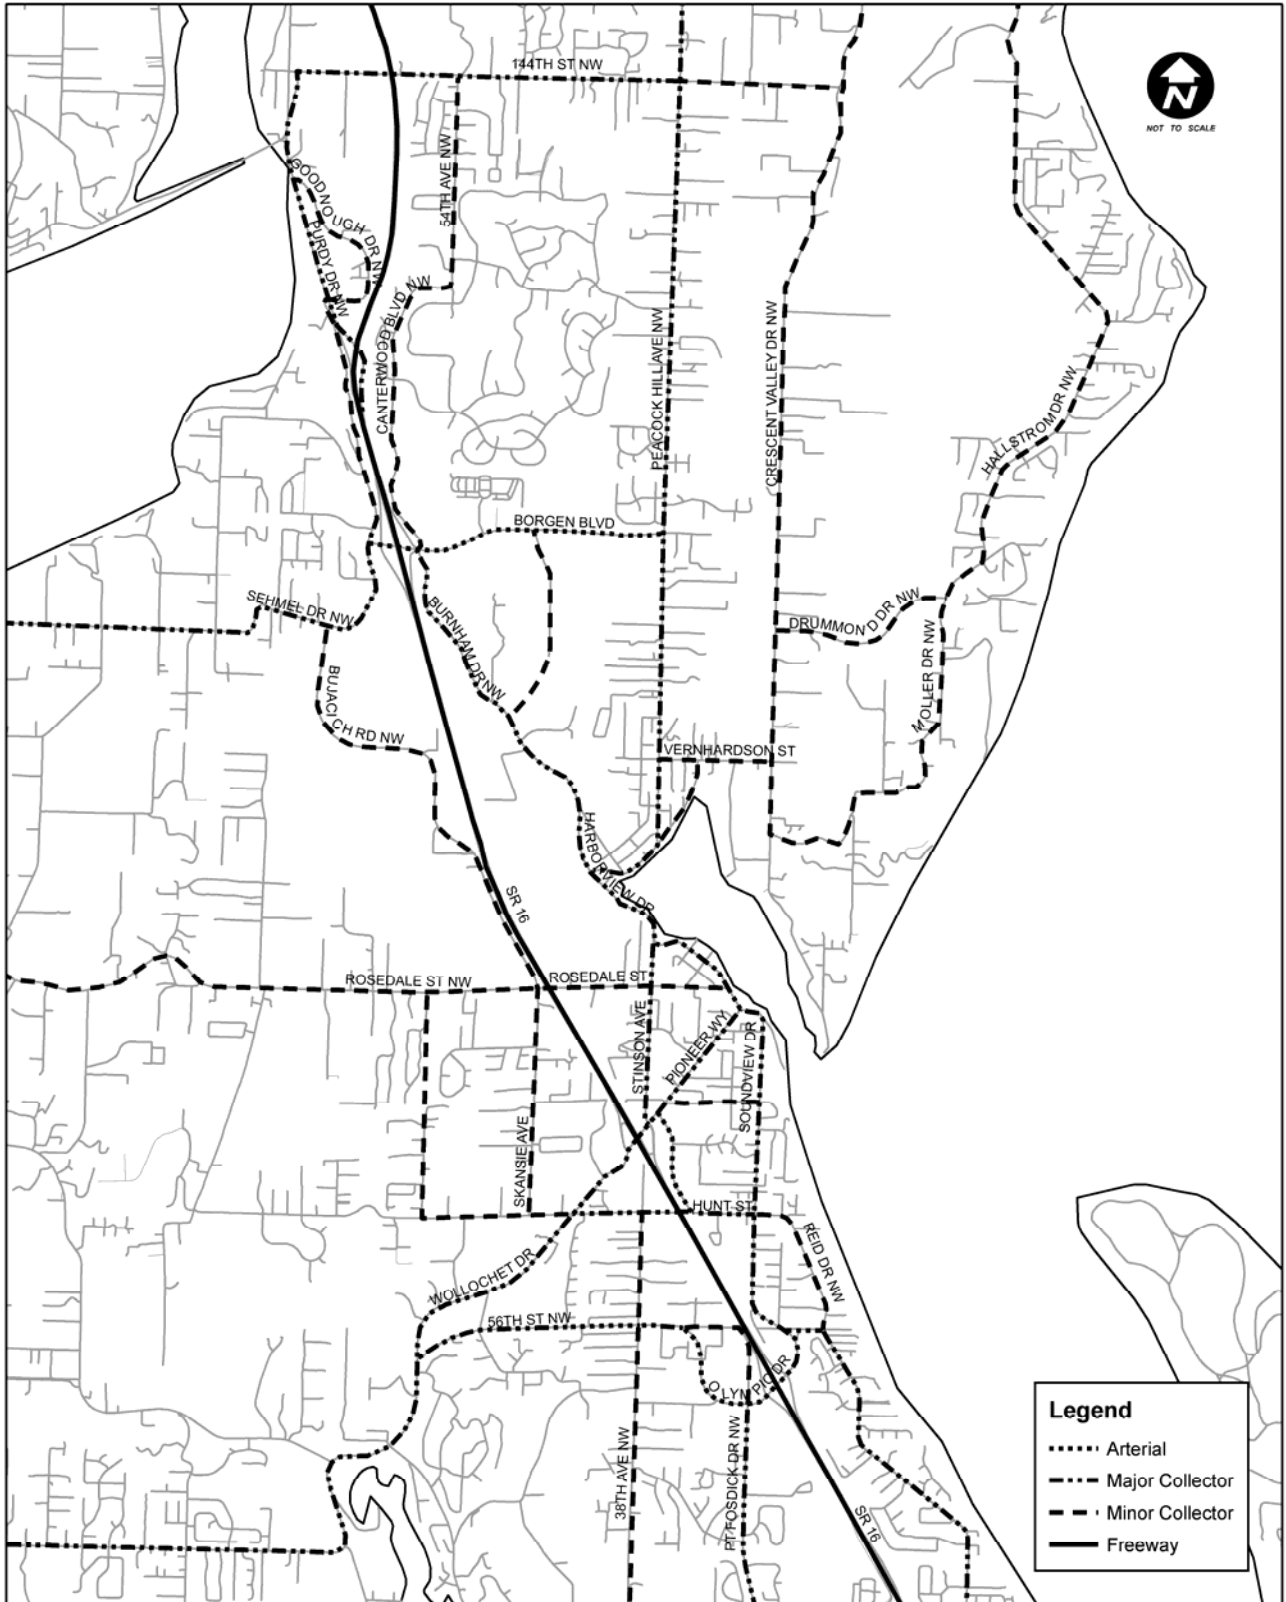 144TH ST NW
N
NOT TO SCALE
54TH AVE NW
GOODNOUGH DR NW
PURDY DR NW
CANTERWOOD BLVD NW
PEACOCK HILL AVE NW
CRESCENT VALLEY DR NW
HALLSTROM DR NW
BORGEN BLVD
SEHMEL DR NW
BURNHAM DR NW
DRUMMOND DR NW
MOLLER DR NW
BUJACICH RD NW
VERNHARDSON ST
HARBORVIEW DR
SR 16
ROSEDALE ST NW
ROSEDALE ST
STINSON AVE
PIONEER WY
SOUNDVIEW DR
SKANSIE AVE
HUNT ST
REID DR NW
WOLLOCHET DR
56TH ST NW
OLYMPIC DR
38TH AVE NW
PT FOSDICK DR NW
SR 16
Legend
Arterial
Major Collector
Minor Collector
Freeway